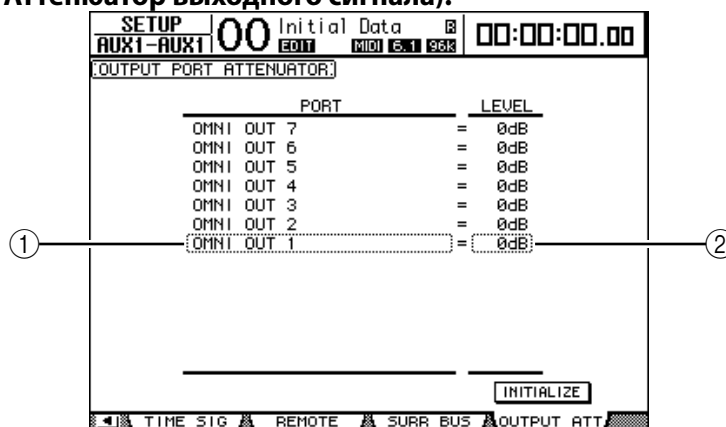 Аттенюатор выходного сигнала).
SETUP 00 Initial Data B 00:00:00.00
AUX1-AUX1 EDIT MIDI 6.1 96k
OUTPUT PORT ATTENUATOR
PORT LEVEL
OMNI OUT 7 = 0dB
OMNI OUT 6 = 0dB
OMNI OUT 5 = 0dB
OMNI OUT 4 = 0dB
OMNI OUT 3 = 0dB
OMNI OUT 2 = 0dB
① OMNI OUT 1 = 0dB ②
INITIALIZE
TIME SIG REMOTE SURR BUS OUTPUT ATT